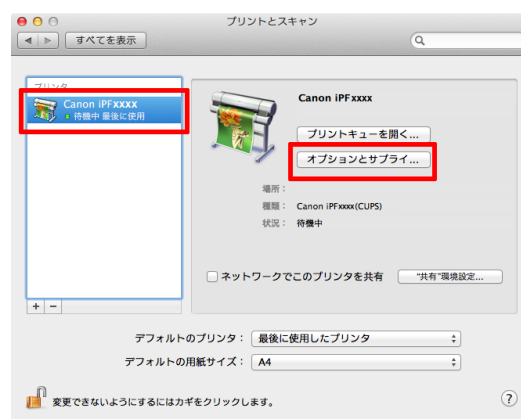 プリントとスキャン
すべてを表示
プリンタ
Canon iPFxxxx
待機中 最後に使用
Canon iPFxxxx
プリントキューを開く...
オプションとサプライ...
場所：
種類： Canon iPFxxxx(CUPS)
状況： 待機中
ネットワークでこのプリンタを共有 "共有"環境設定...
+ −
デフォルトのプリンタ： 最後に使用したプリンタ
デフォルトの用紙サイズ： A4
変更できないようにするにはカギをクリックします。 ?